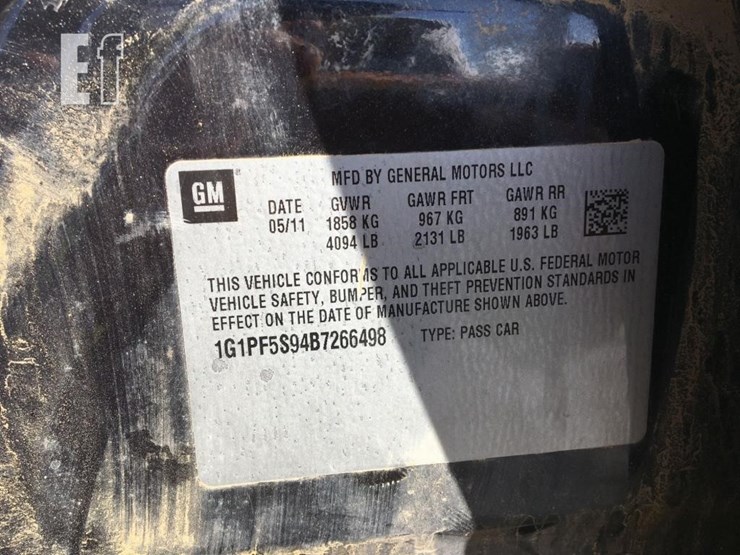 Ef
GM
MFD BY GENERAL MOTORS LLC
DATE GVWR GAWR FRT GAWR RR
05/11 1858 KG 967 KG 891 KG
4094 LB 2131 LB 1963 LB
THIS VEHICLE CONFORMS TO ALL APPLICABLE U.S. FEDERAL MOTOR
VEHICLE SAFETY, BUMPER, AND THEFT PREVENTION STANDARDS IN
EFFECT ON THE DATE OF MANUFACTURE SHOWN ABOVE.
1G1PF5S94B7266498 TYPE: PASS CAR